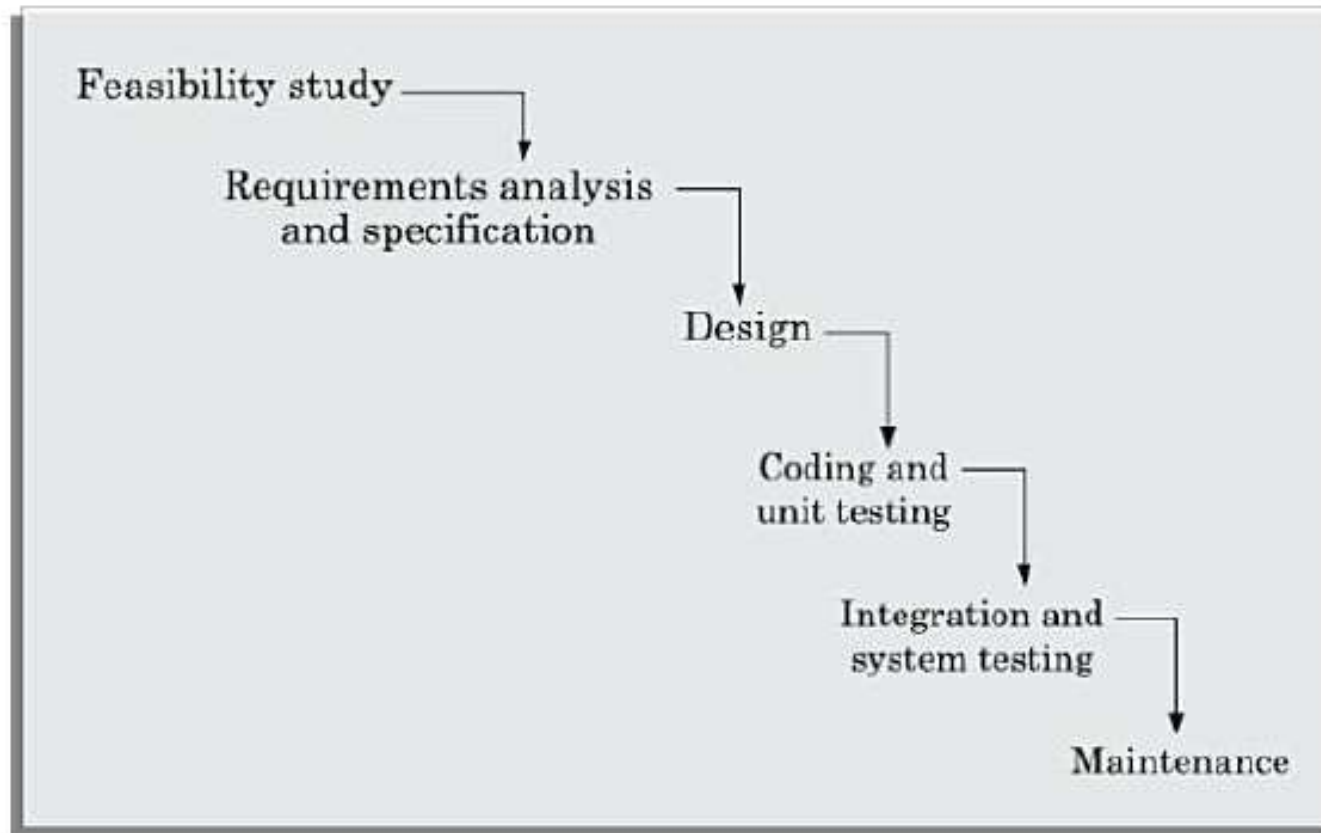 Feasibility study
Requirements analysis
and specification
Design
Coding and
unit testing
Integration and
system testing
Maintenance